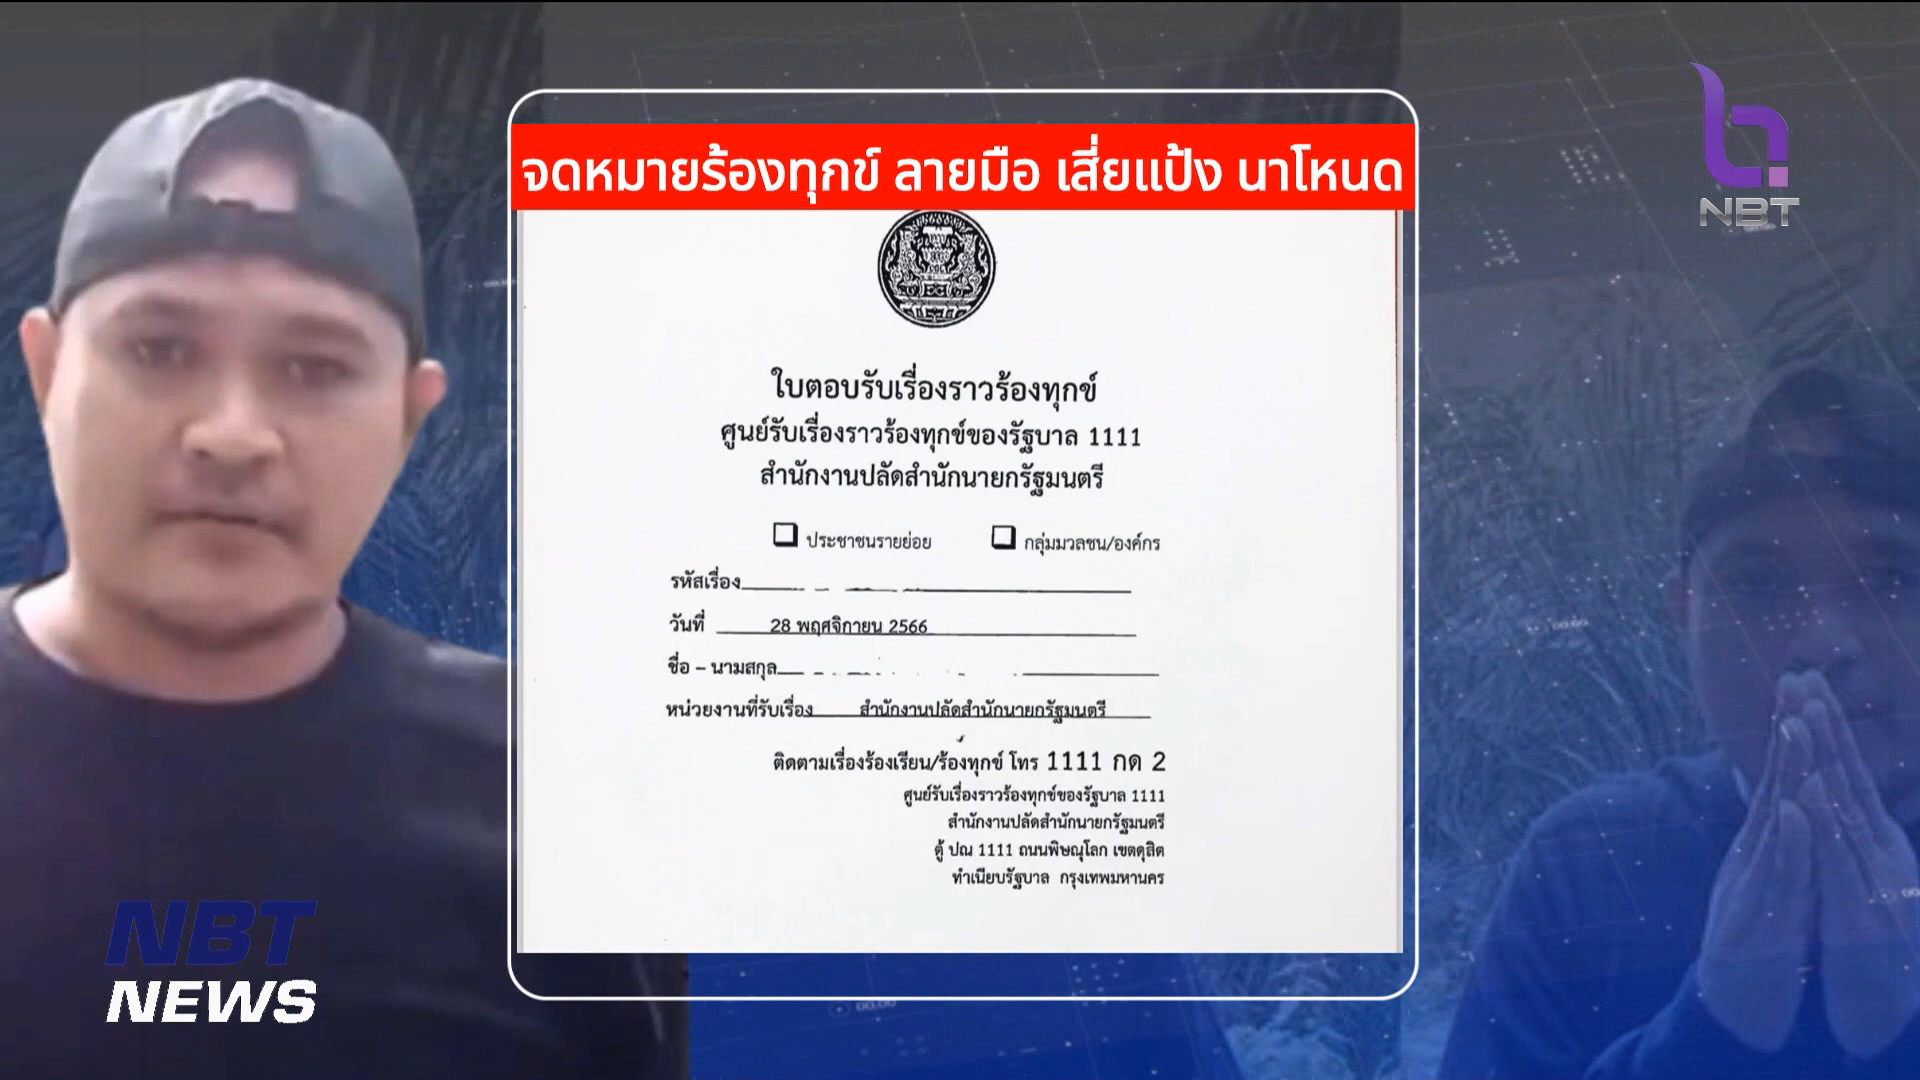 จดหมายร้องทุกข์ ลายมือ เสี่ยแป้ง นาโหนด
NBT
ใบตอบรับเรื่องราวร้องทุกข์
ศูนย์รับเรื่องราวร้องทุกข์ของรัฐบาล 1111
สำนักงานปลัดสำนักนายกรัฐมนตรี
ประชาชนรายย่อย กลุ่มมวลชน/องค์กร
รหัสเรื่อง
วันที่ 28 พฤศจิกายน 2566
ชื่อ – นามสกุล
หน่วยงานที่รับเรื่อง สำนักงานปลัดสำนักนายกรัฐมนตรี
ติดตามเรื่องร้องเรียน/ร้องทุกข์ โทร 1111 กด 2
ศูนย์รับเรื่องราวร้องทุกข์ของรัฐบาล 1111
สำนักงานปลัดสำนักนายกรัฐมนตรี
ตู้ ปณ 1111 ถนนพิษณุโลก เขตดุสิต
ทำเนียบรัฐบาล กรุงเทพมหานคร
NBT
NEWS